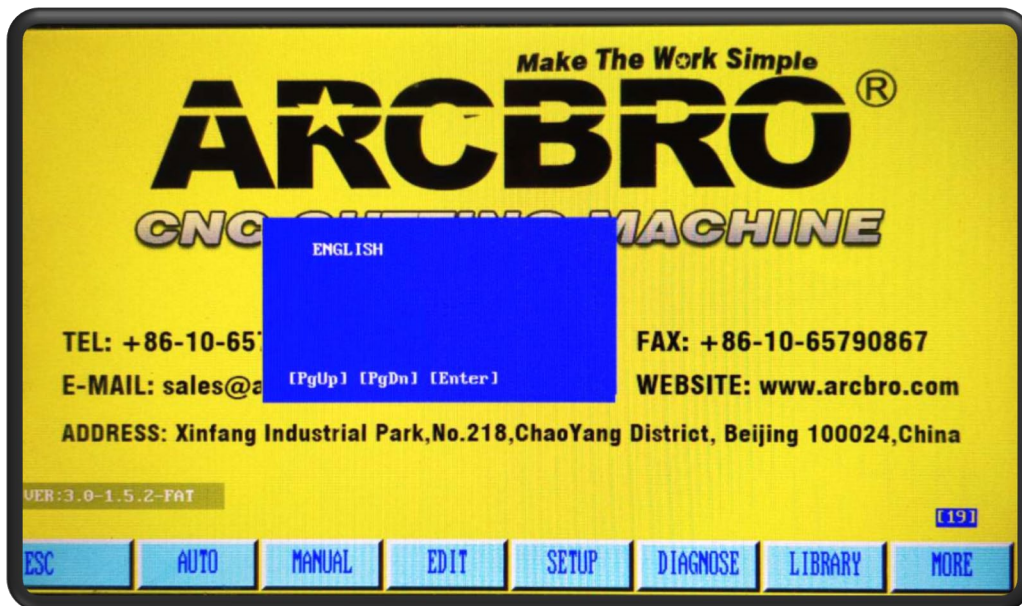 Make The Work Simple
ARCBRO®
CNC MACHINE
ENGLISH
TEL: +86-10-65
FAX: +86-10-65790867
E-MAIL: sales@a
[PgUp] [PgDn] [Enter]
WEBSITE: www.arcbro.com
ADDRESS: Xinfang Industrial Park,No.218,ChaoYang District, Beijing 100024,China
VER:3.0-1.5.2-FAT
[19]
ESC AUTO MANUAL EDIT SETUP DIAGNOSE LIBRARY MORE